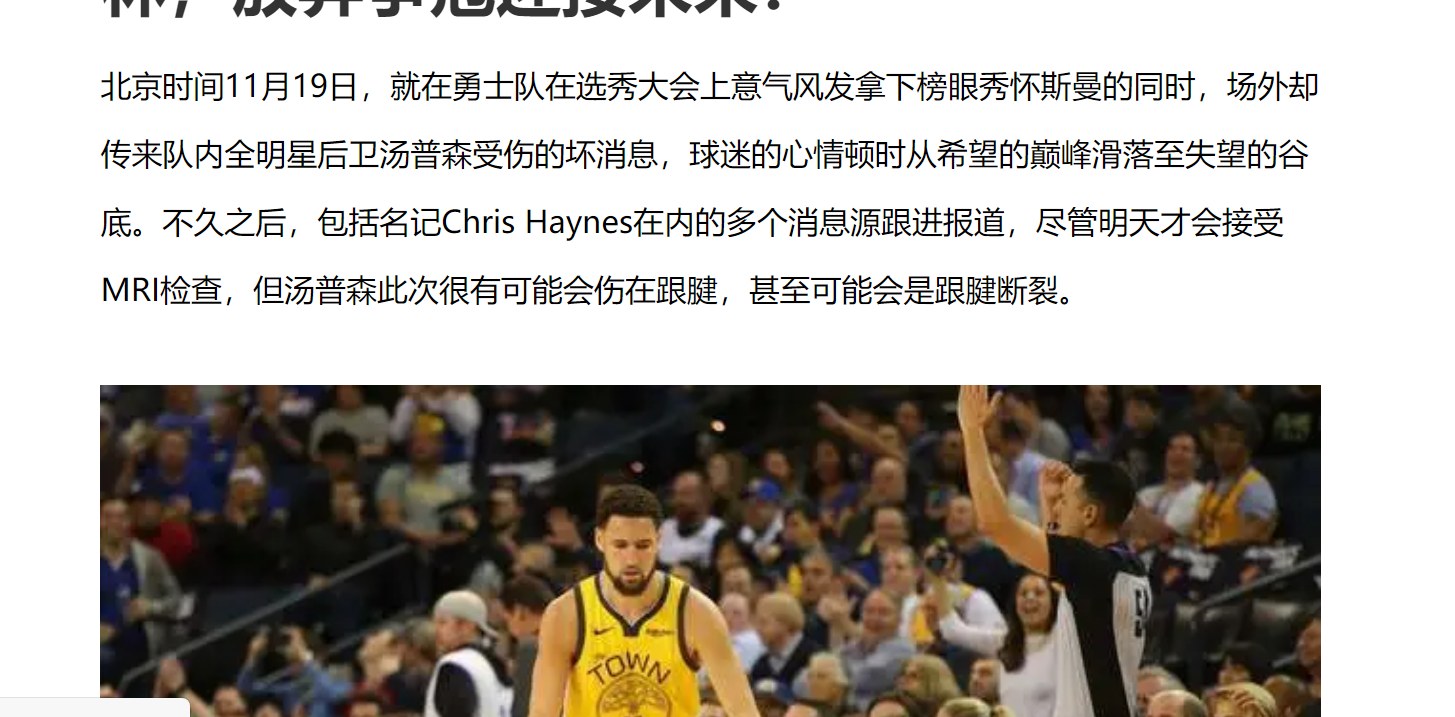 北京时间11月19日，就在勇士队在选秀大会上意气风发拿下榜眼秀怀斯曼的同时，场外却
传来队内全明星后卫汤普森受伤的坏消息，球迷的心情顿时从希望的巅峰滑落至失望的谷
底。不久之后，包括名记Chris Haynes在内的多个消息源跟进报道，尽管明天才会接受
MRI检查，但汤普森此次很有可能会伤在跟腱，甚至可能会是跟腱断裂。
TOWN